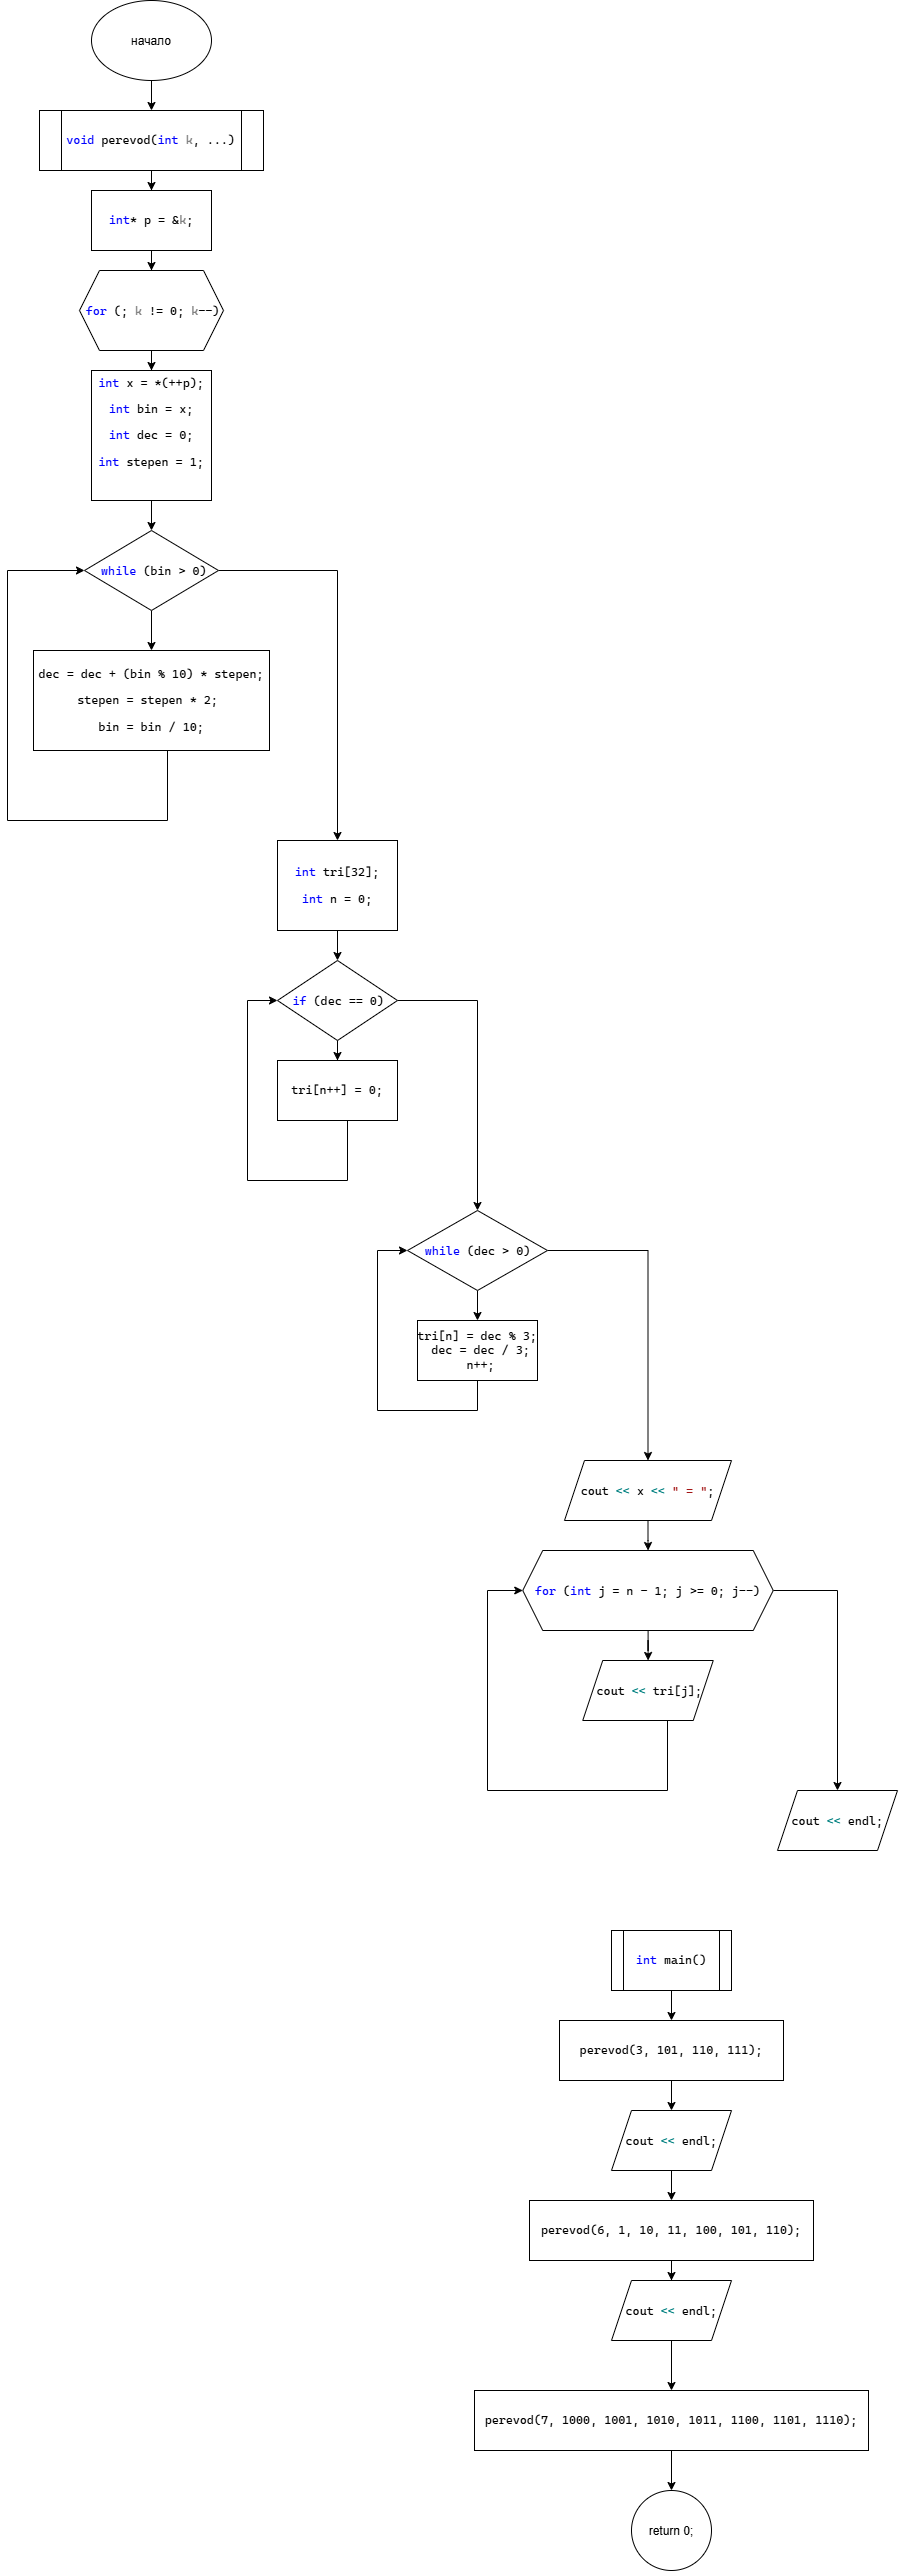 начало
void perevod(int k, ...)
int* p = &k;
for (; k != 0; k--)
int x = *(++p);
int bin = x;
int dec = 0;
int stepen = 1;
while (bin > 0)
dec = dec + (bin % 10) * stepen;
stepen = stepen * 2;
bin = bin / 10;
int tri[32];
int n = 0;
if (dec == 0)
tri[n++] = 0;
while (dec > 0)
tri[n] = dec % 3;
dec = dec / 3;
n++;
cout << x << " = ";
for (int j = n - 1; j >= 0; j--)
cout << tri[j];
cout << endl;
int main()
perevod(3, 101, 110, 111);
cout << endl;
perevod(6, 1, 10, 11, 100, 101, 110);
cout << endl;
perevod(7, 1000, 1001, 1010, 1011, 1100, 1101, 1110);
return 0;